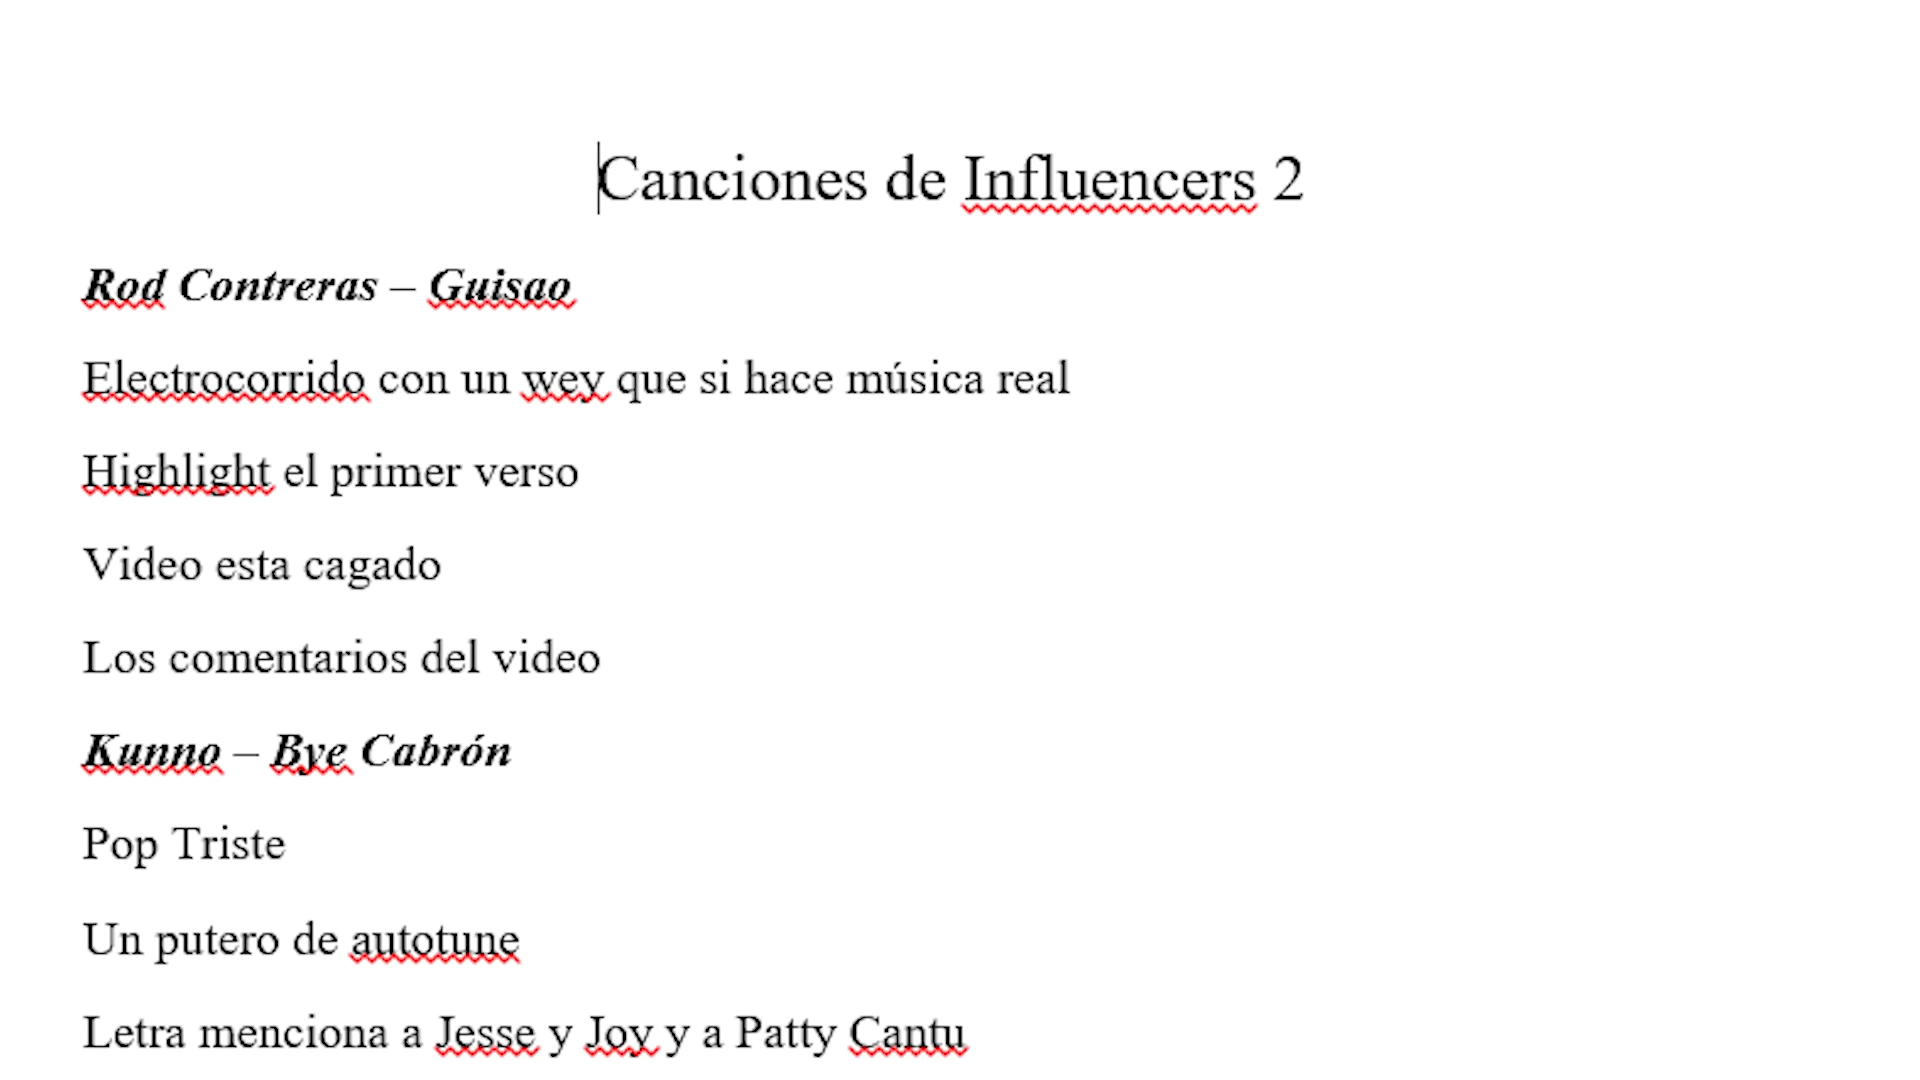 Canciones de Influencers 2
Rod Contreras – Guisao
Electrocorrido con un wey que si hace música real
Highlight el primer verso
Video esta cagado
Los comentarios del video
Kunno – Bye Cabrón
Pop Triste
Un putero de autotune
Letra menciona a Jesse y Joy y a Patty Cantu